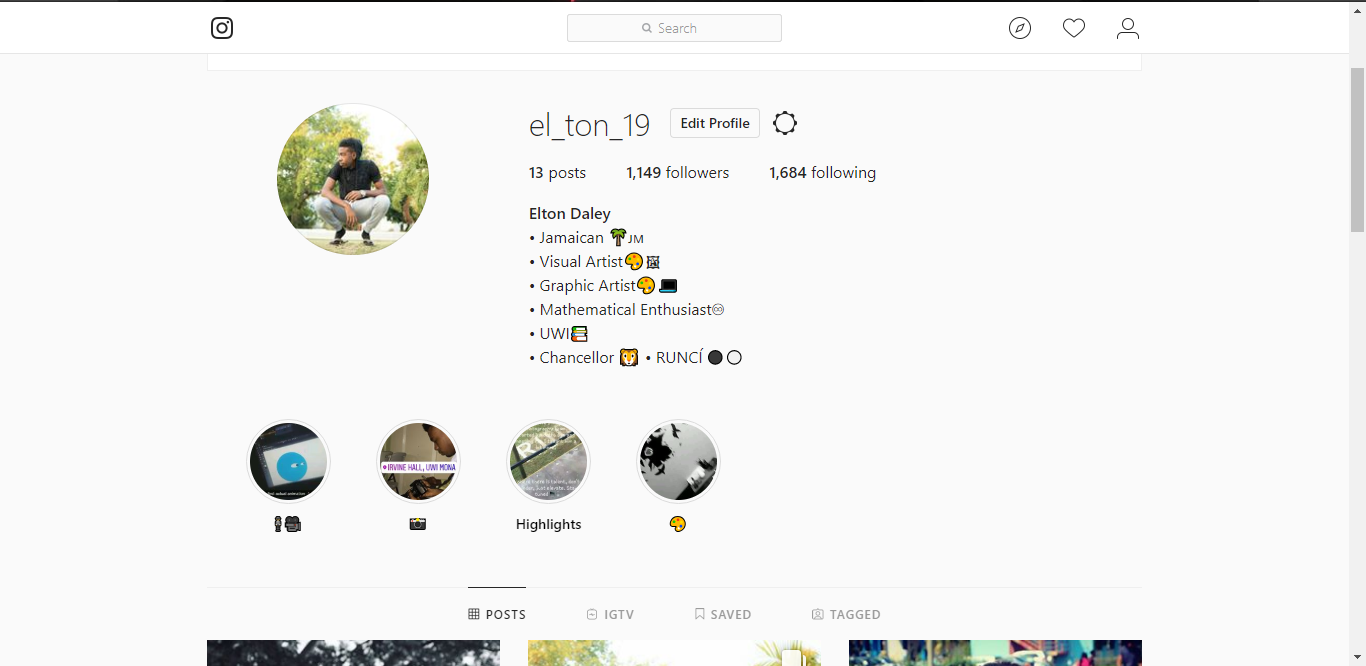 Search
el_ton_19 Edit Profile
13 posts 1,149 followers 1,684 following
Elton Daley
• Jamaican 🌴JM
• Visual Artist🎨🖼
• Graphic Artist🎨💻
• Mathematical Enthusiast♾
• UWI📚
• Chancellor 🦁 • RUNCÍ ⚫⚪
IRVINE HALL, UWI MONA
Highlights
POSTS IGTV SAVED TAGGED